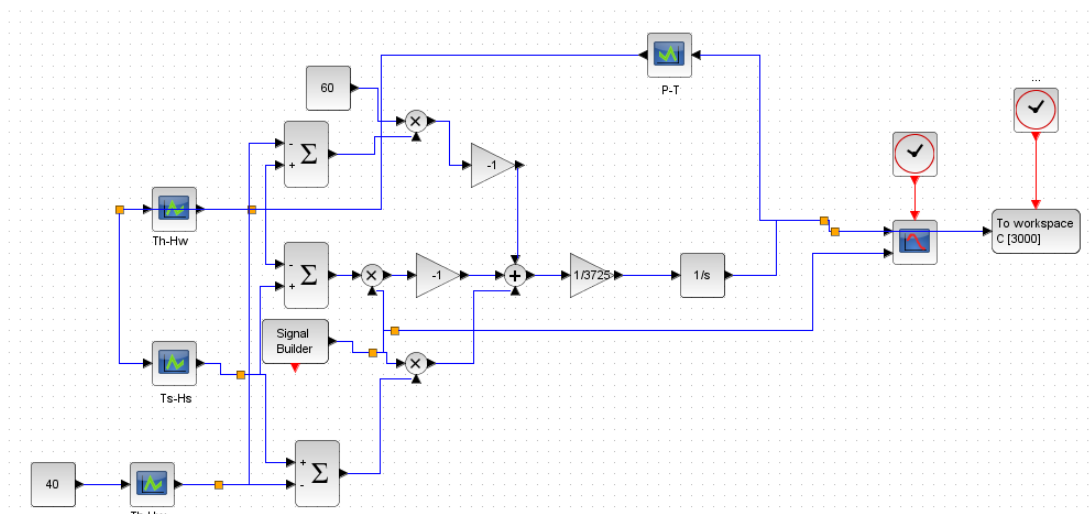 ...
P-T
60
-
Σ
+
-1
Th-Hw
To workspace
C [3000]
-
Σ
+
-1
+
1/3725
1/s
Signal
Builder
Ts-Hs
+
Σ
-
40